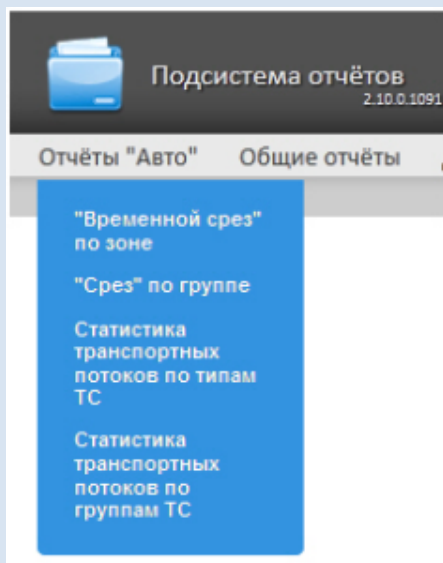 Подсистема отчётов
2.10.0.1091
Отчёты "Авто" Общие отчёты
"Временной срез"
по зоне
"Срез" по группе
Статистика
транспортных
потоков по типам
ТС
Статистика
транспортных
потоков по
группам ТС